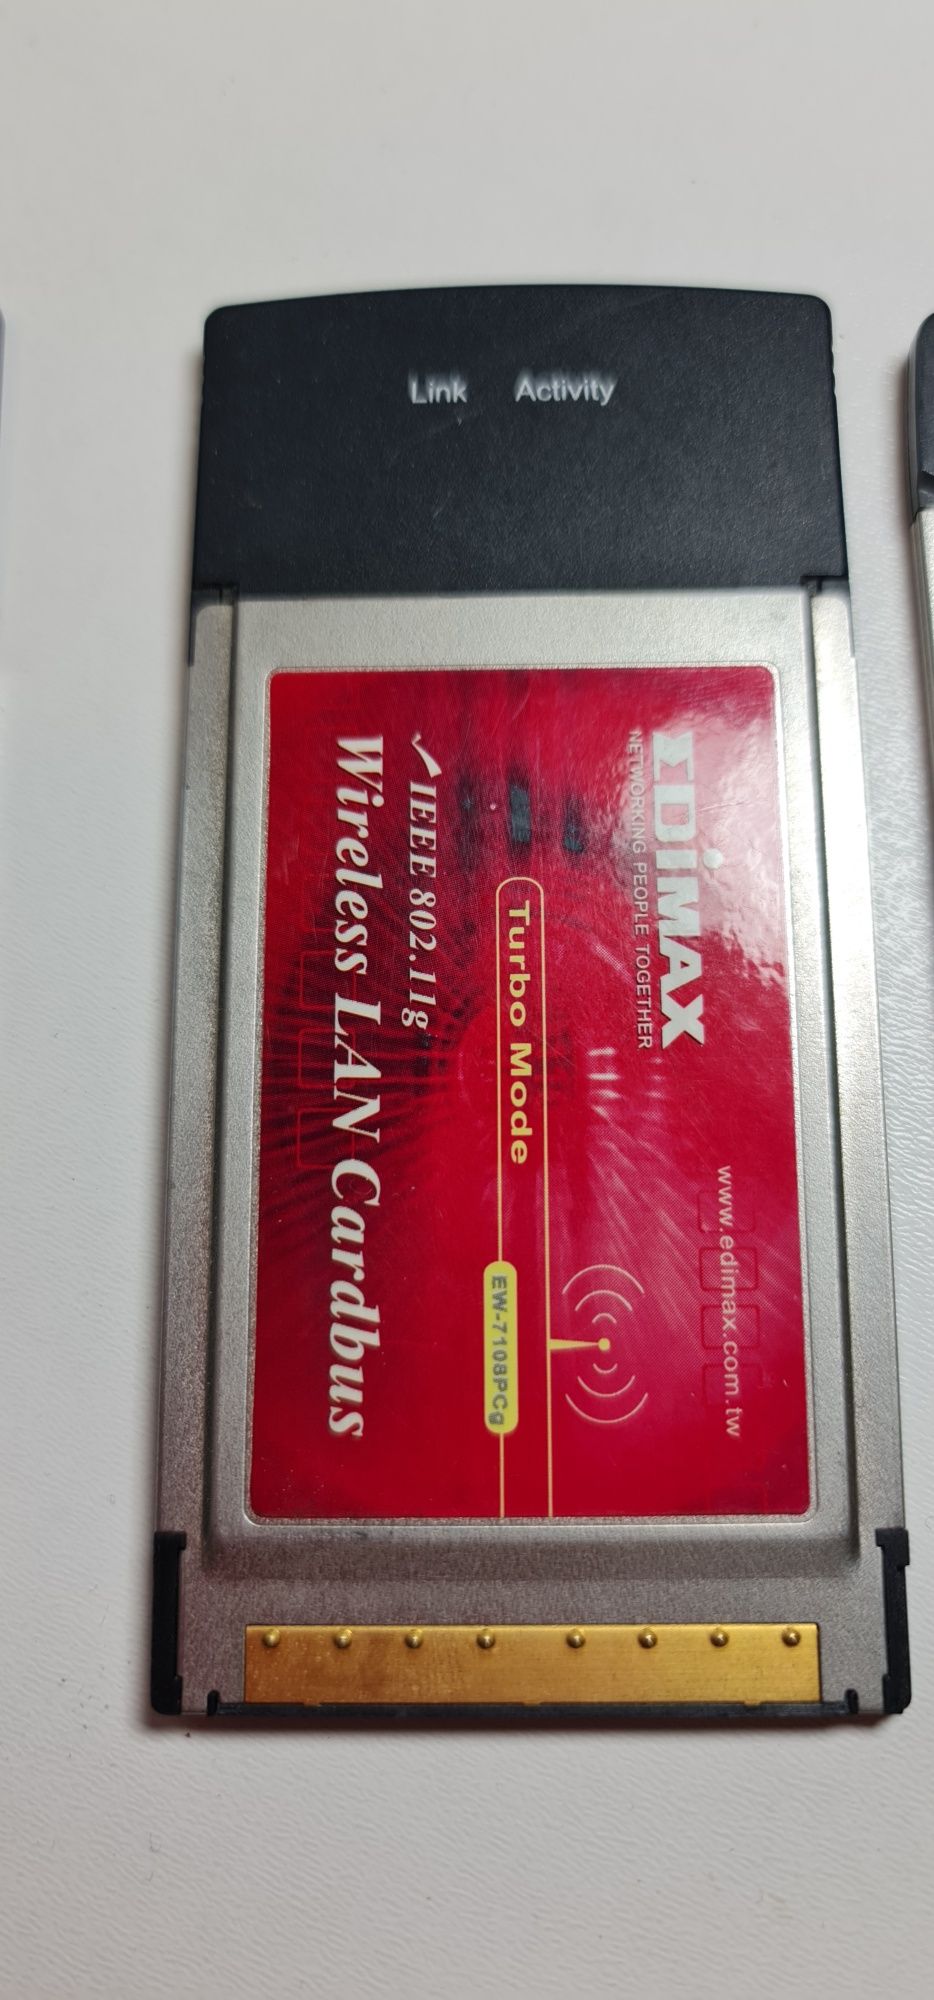 Link Activity
EDiMAX
NETWORKING PEOPLE TOGETHER
www.edimax.com.tw
Turbo Mode
EW-7108PCg
IEEE 802.11g
Wireless LAN Cardbus